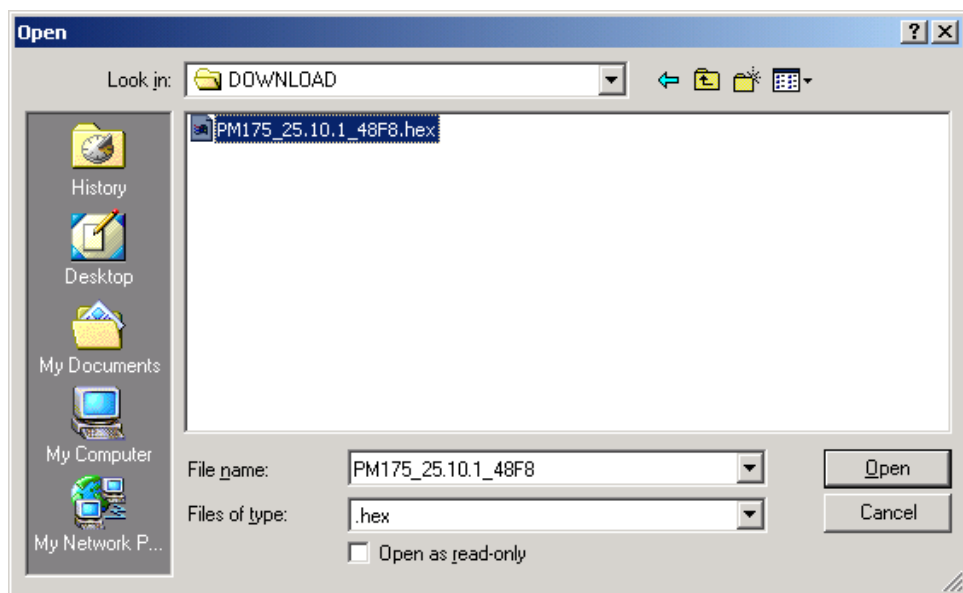 Open
Look in: DOWNLOAD
PM175_25.10.1_48F8.hex
History
Desktop
My Documents
My Computer
My Network P...
File name: PM175_25.10.1_48F8 Open
Files of type: .hex Cancel
Open as read-only